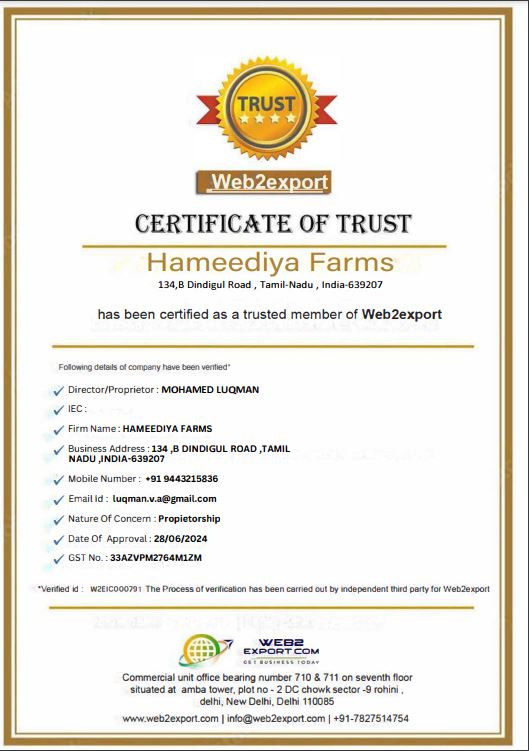 TRUST
Web2export
CERTIFICATE OF TRUST
Hameediya Farms
134,B Dindigul Road , Tamil-Nadu , India-639207
has been certified as a trusted member of Web2export
Following details of company have been verified*
Director/Proprietor : MOHAMED LUQMAN
IEC :
Firm Name : HAMEEDIYA FARMS
Business Address : 134 ,B DINDIGUL ROAD ,TAMIL
NADU ,INDIA-639207
Mobile Number : +91 9443215836
Email Id : luqman.v.a@gmail.com
Nature Of Concern : Propietorship
Date Of Approval : 28/06/2024
GST No. : 33AZVPM2764M1ZM
*Verified id : W2EIC000791 The Process of verification has been carried out by independent third party for Web2export
WEB2
EXPORT.COM
GET BUSINESS TODAY
Commercial unit office bearing number 710 & 711 on seventh floor
situated at amba tower, plot no - 2 DC chowk sector -9 rohini ,
delhi, New Delhi, Delhi 110085
www.web2export.com | info@web2export.com | +91-7827514754